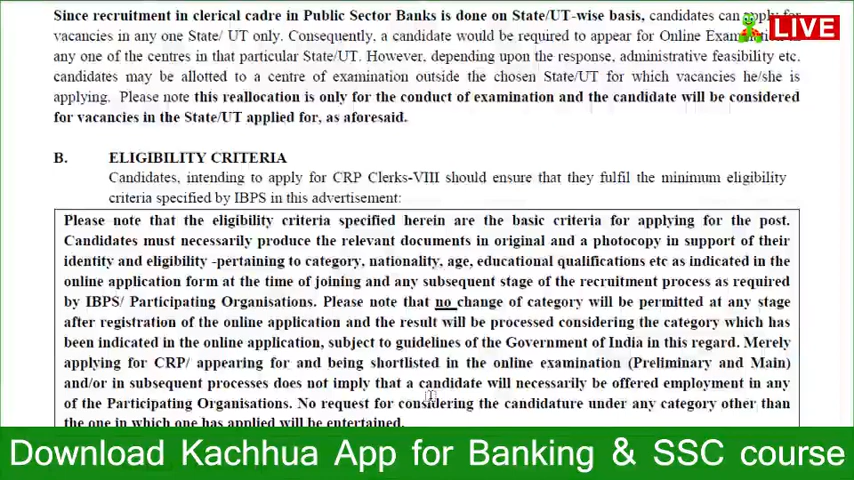 Since recruitment in clerical cadre in Public Sector Banks is done on State/UT-wise basis, candidates can apply for
LIVE
vacancies in any one State/ UT only. Consequently, a candidate would be required to appear for Online Examination in
any one of the centres in that particular State/UT. However, depending upon the response, administrative feasibility etc.
candidates may be allotted to a centre of examination outside the chosen State/UT for which vacancies he/she is
applying. Please note this reallocation is only for the conduct of examination and the candidate will be considered
for vacancies in the State/UT applied for, as aforesaid.
B. ELIGIBILITY CRITERIA
Candidates, intending to apply for CRP Clerks-VIII should ensure that they fulfil the minimum eligibility
criteria specified by IBPS in this advertisement:
Please note that the eligibility criteria specified herein are the basic criteria for applying for the post.
Candidates must necessarily produce the relevant documents in original and a photocopy in support of their
identity and eligibility -pertaining to category, nationality, age, educational qualifications etc as indicated in the
online application form at the time of joining and any subsequent stage of the recruitment process as required
by IBPS/ Participating Organisations. Please note that no change of category will be permitted at any stage
after registration of the online application and the result will be processed considering the category which has
been indicated in the online application, subject to guidelines of the Government of India in this regard. Merely
applying for CRP/ appearing for and being shortlisted in the online examination (Preliminary and Main)
and/or in subsequent processes does not imply that a candidate will necessarily be offered employment in any
of the Participating Organisations. No request for considering the candidature under any category other than
the one in which one has applied will be entertained.
Download Kachhua App for Banking & SSC course